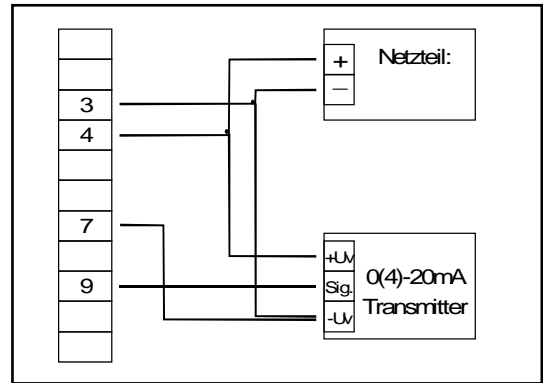 3
4
7
9
+
−
Netzteil:
+Uv
Sig.
-Uv
0(4)-20mA
Transmitter